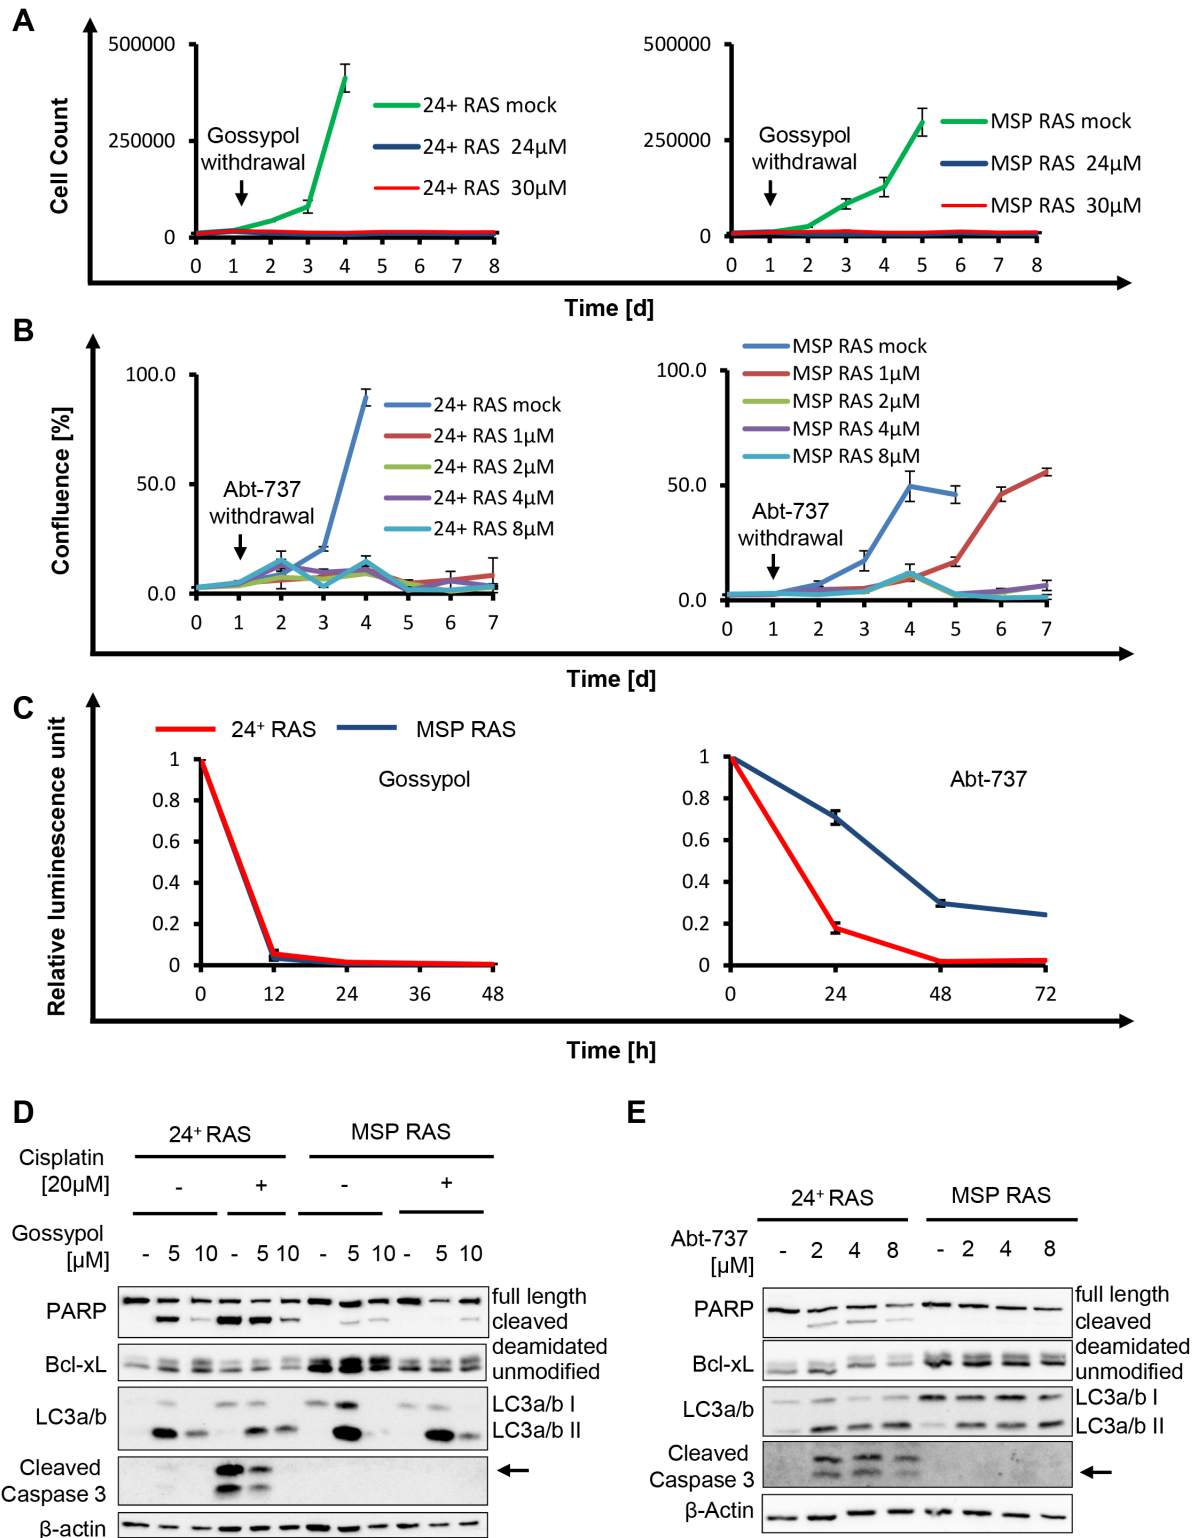 A
500000
250000
0
Cell Count
Gossypol
withdrawal
24+ RAS mock
24+ RAS 24µM
24+ RAS 30µM
0 1 2 3 4 5 6 7 8
500000
250000
0
Gossypol
withdrawal
MSP RAS mock
MSP RAS 24µM
MSP RAS 30µM
0 1 2 3 4 5 6 7 8
Time [d]
B
100.0
50.0
0.0
Confluence [%]
Abt-737
withdrawal
24+ RAS mock
24+ RAS 1µM
24+ RAS 2µM
24+ RAS 4µM
24+ RAS 8µM
0 1 2 3 4 5 6 7
MSP RAS mock
MSP RAS 1µM
MSP RAS 2µM
MSP RAS 4µM
MSP RAS 8µM
100.0
50.0
0.0
Abt-737
withdrawal
0 1 2 3 4 5 6 7
Time [d]
C
Relative luminescence unit
24⁺ RAS MSP RAS
Gossypol
1
0.8
0.6
0.4
0.2
0
0 12 24 36 48
Abt-737
1
0.8
0.6
0.4
0.2
0
0 24 48 72
Time [h]
D
24⁺ RAS MSP RAS
Cisplatin
[20µM]
- + - +
Gossypol
[µM]
- 5 10 - 5 10 - 5 10 - 5 10
PARP
full length
cleaved
Bcl-xL
deamidated
unmodified
LC3a/b
LC3a/b I
LC3a/b II
Cleaved
Caspase 3
β-actin
E
24⁺ RAS MSP RAS
Abt-737
[µM]
- 2 4 8 - 2 4 8
PARP
full length
cleaved
Bcl-xL
deamidated
unmodified
LC3a/b
LC3a/b I
LC3a/b II
Cleaved
Caspase 3
β-Actin